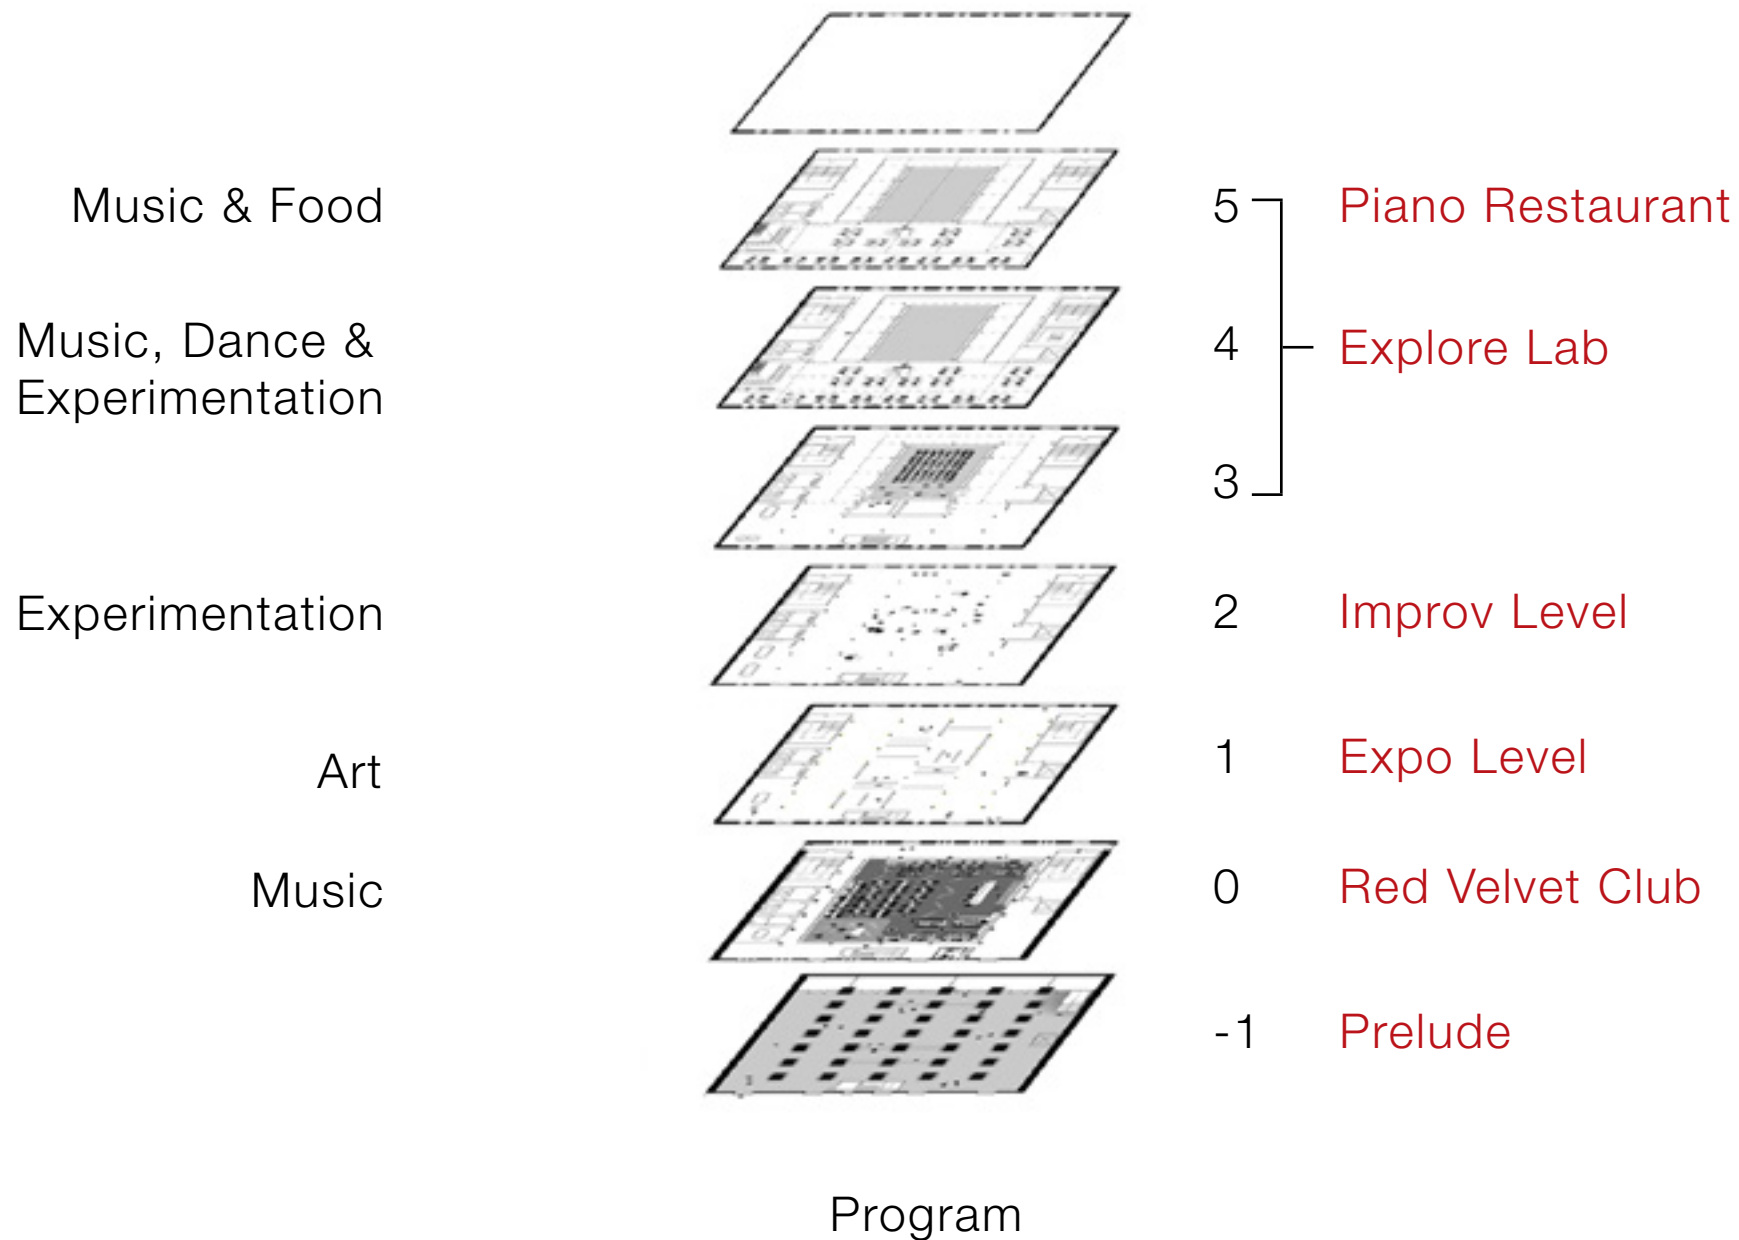 Music & Food
5
Piano Restaurant
Music, Dance &
Experimentation
4
Explore Lab
3
Experimentation
2
Improv Level
Art
1
Expo Level
Music
0
Red Velvet Club
-1
Prelude
Program